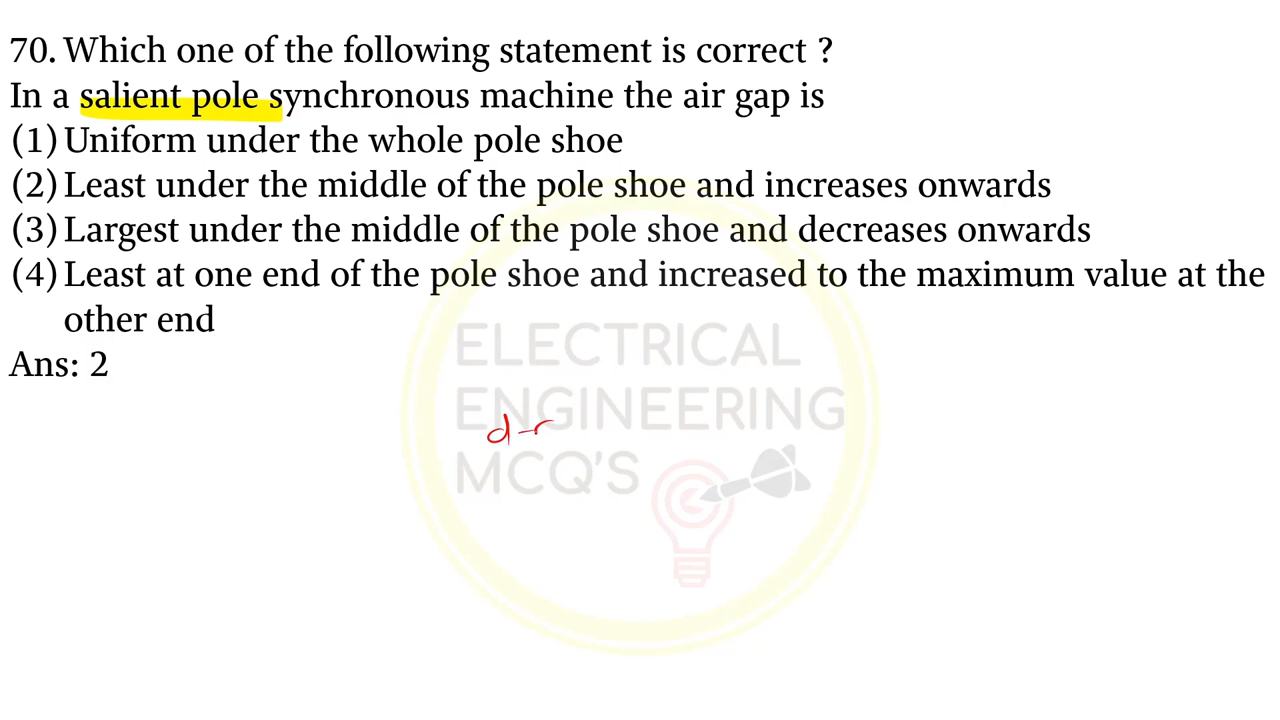 70. Which one of the following statement is correct ?
In a salient pole synchronous machine the air gap is
(1) Uniform under the whole pole shoe
(2) Least under the middle of the pole shoe and increases onwards
(3) Largest under the middle of the pole shoe and decreases onwards
(4) Least at one end of the pole shoe and increased to the maximum value at the
other end
Ans: 2
ELECTRICAL
ENGINEERING
d-
MCQ'S